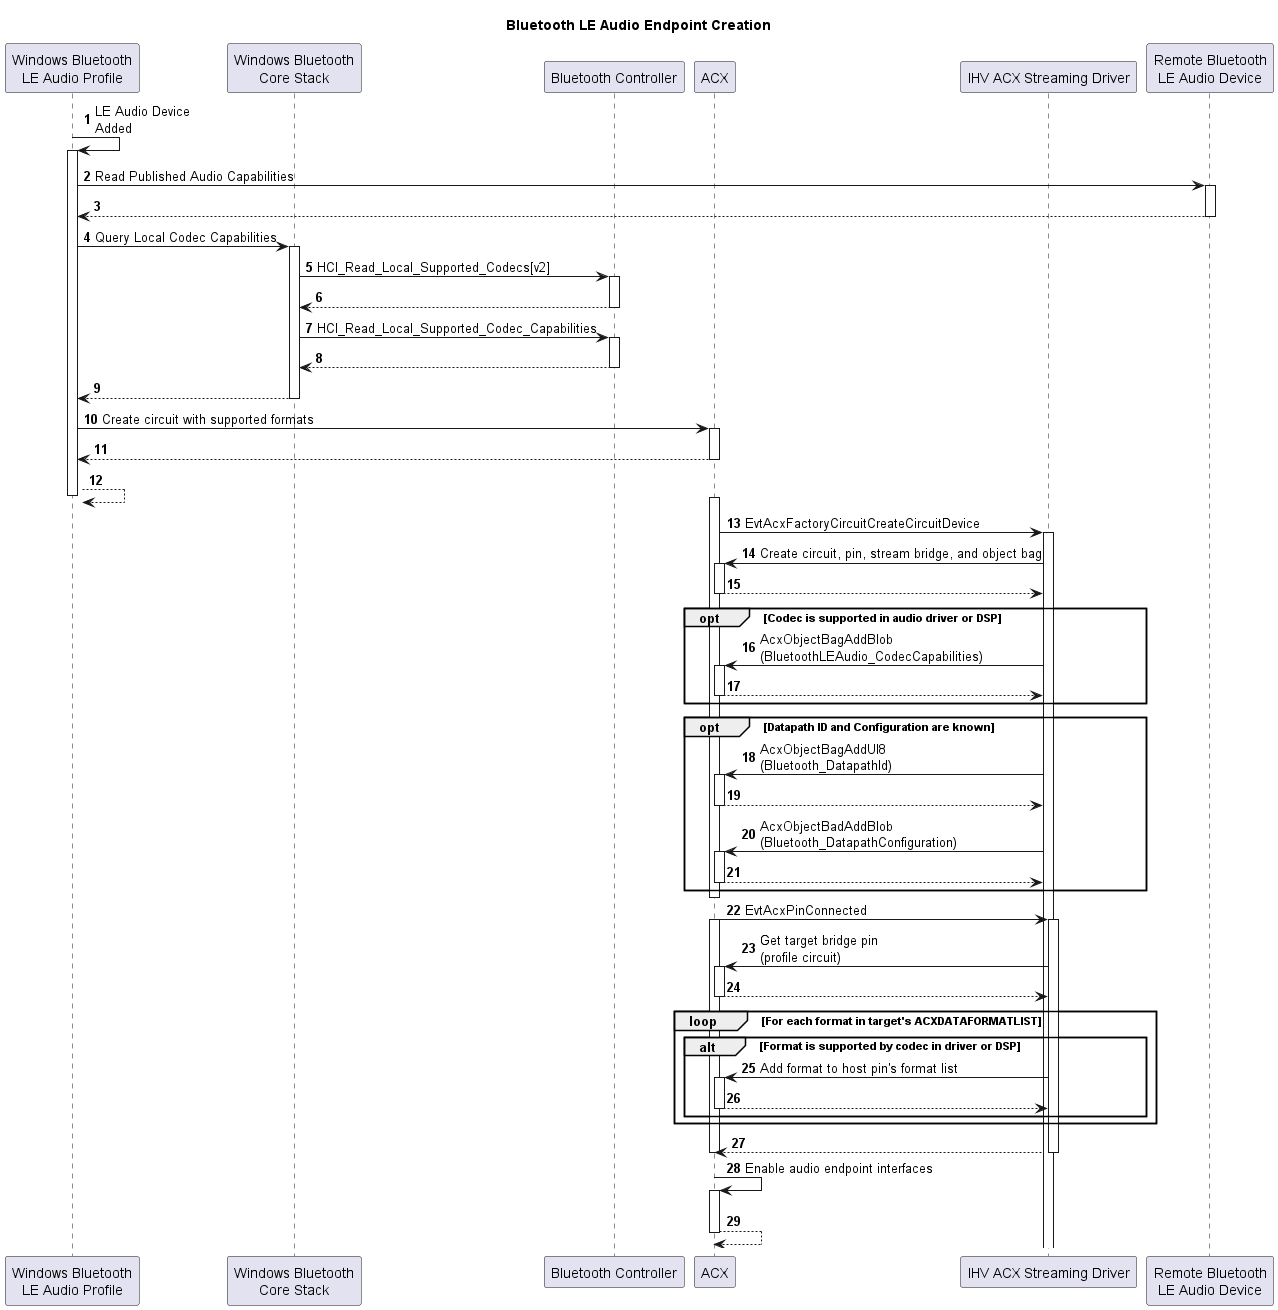 Bluetooth LE Audio Endpoint Creation
Windows Bluetooth
LE Audio Profile
Windows Bluetooth
Core Stack
Bluetooth Controller
ACX
IHV ACX Streaming Driver
Remote Bluetooth
LE Audio Device
1 LE Audio Device
Added
2 Read Published Audio Capabilities
3
4 Query Local Codec Capabilities
5 HCI_Read_Local_Supported_Codecs[v2]
6
7 HCI_Read_Local_Supported_Codec_Capabilities
8
9
10 Create circuit with supported formats
11
12
13 EvtAcxFactoryCircuitCreateCircuitDevice
14 Create circuit, pin, stream bridge, and object bag
15
opt [Codec is supported in audio driver or DSP]
16 AcxObjectBagAddBlob
(BluetoothLEAudio_CodecCapabilities)
17
opt [Datapath ID and Configuration are known]
18 AcxObjectBagAddUI8
(Bluetooth_DatapathId)
19
20 AcxObjectBadAddBlob
(Bluetooth_DatapathConfiguration)
21
22 EvtAcxPinConnected
23 Get target bridge pin
(profile circuit)
24
loop [For each format in target's ACXDATAFORMATLIST]
alt [Format is supported by codec in driver or DSP]
25 Add format to host pin's format list
26
27
28 Enable audio endpoint interfaces
29
Windows Bluetooth
LE Audio Profile
Windows Bluetooth
Core Stack
Bluetooth Controller
ACX
IHV ACX Streaming Driver
Remote Bluetooth
LE Audio Device